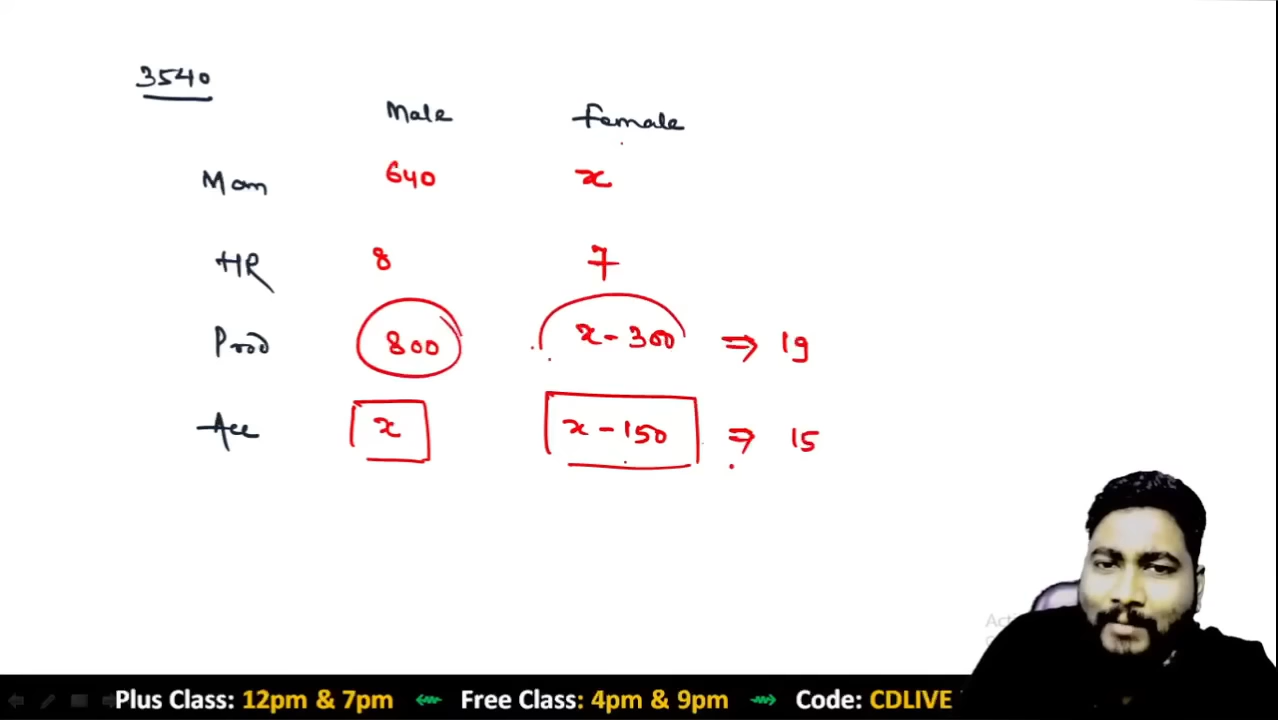 3540
Male Female
Mam 640 x
HR 8 7
Prod 800 x - 300 ⇒ 19
Acc x x - 150 ⇒ 15
Plus Class: 12pm & 7pm Free Class: 4pm & 9pm Code: CDLIVE